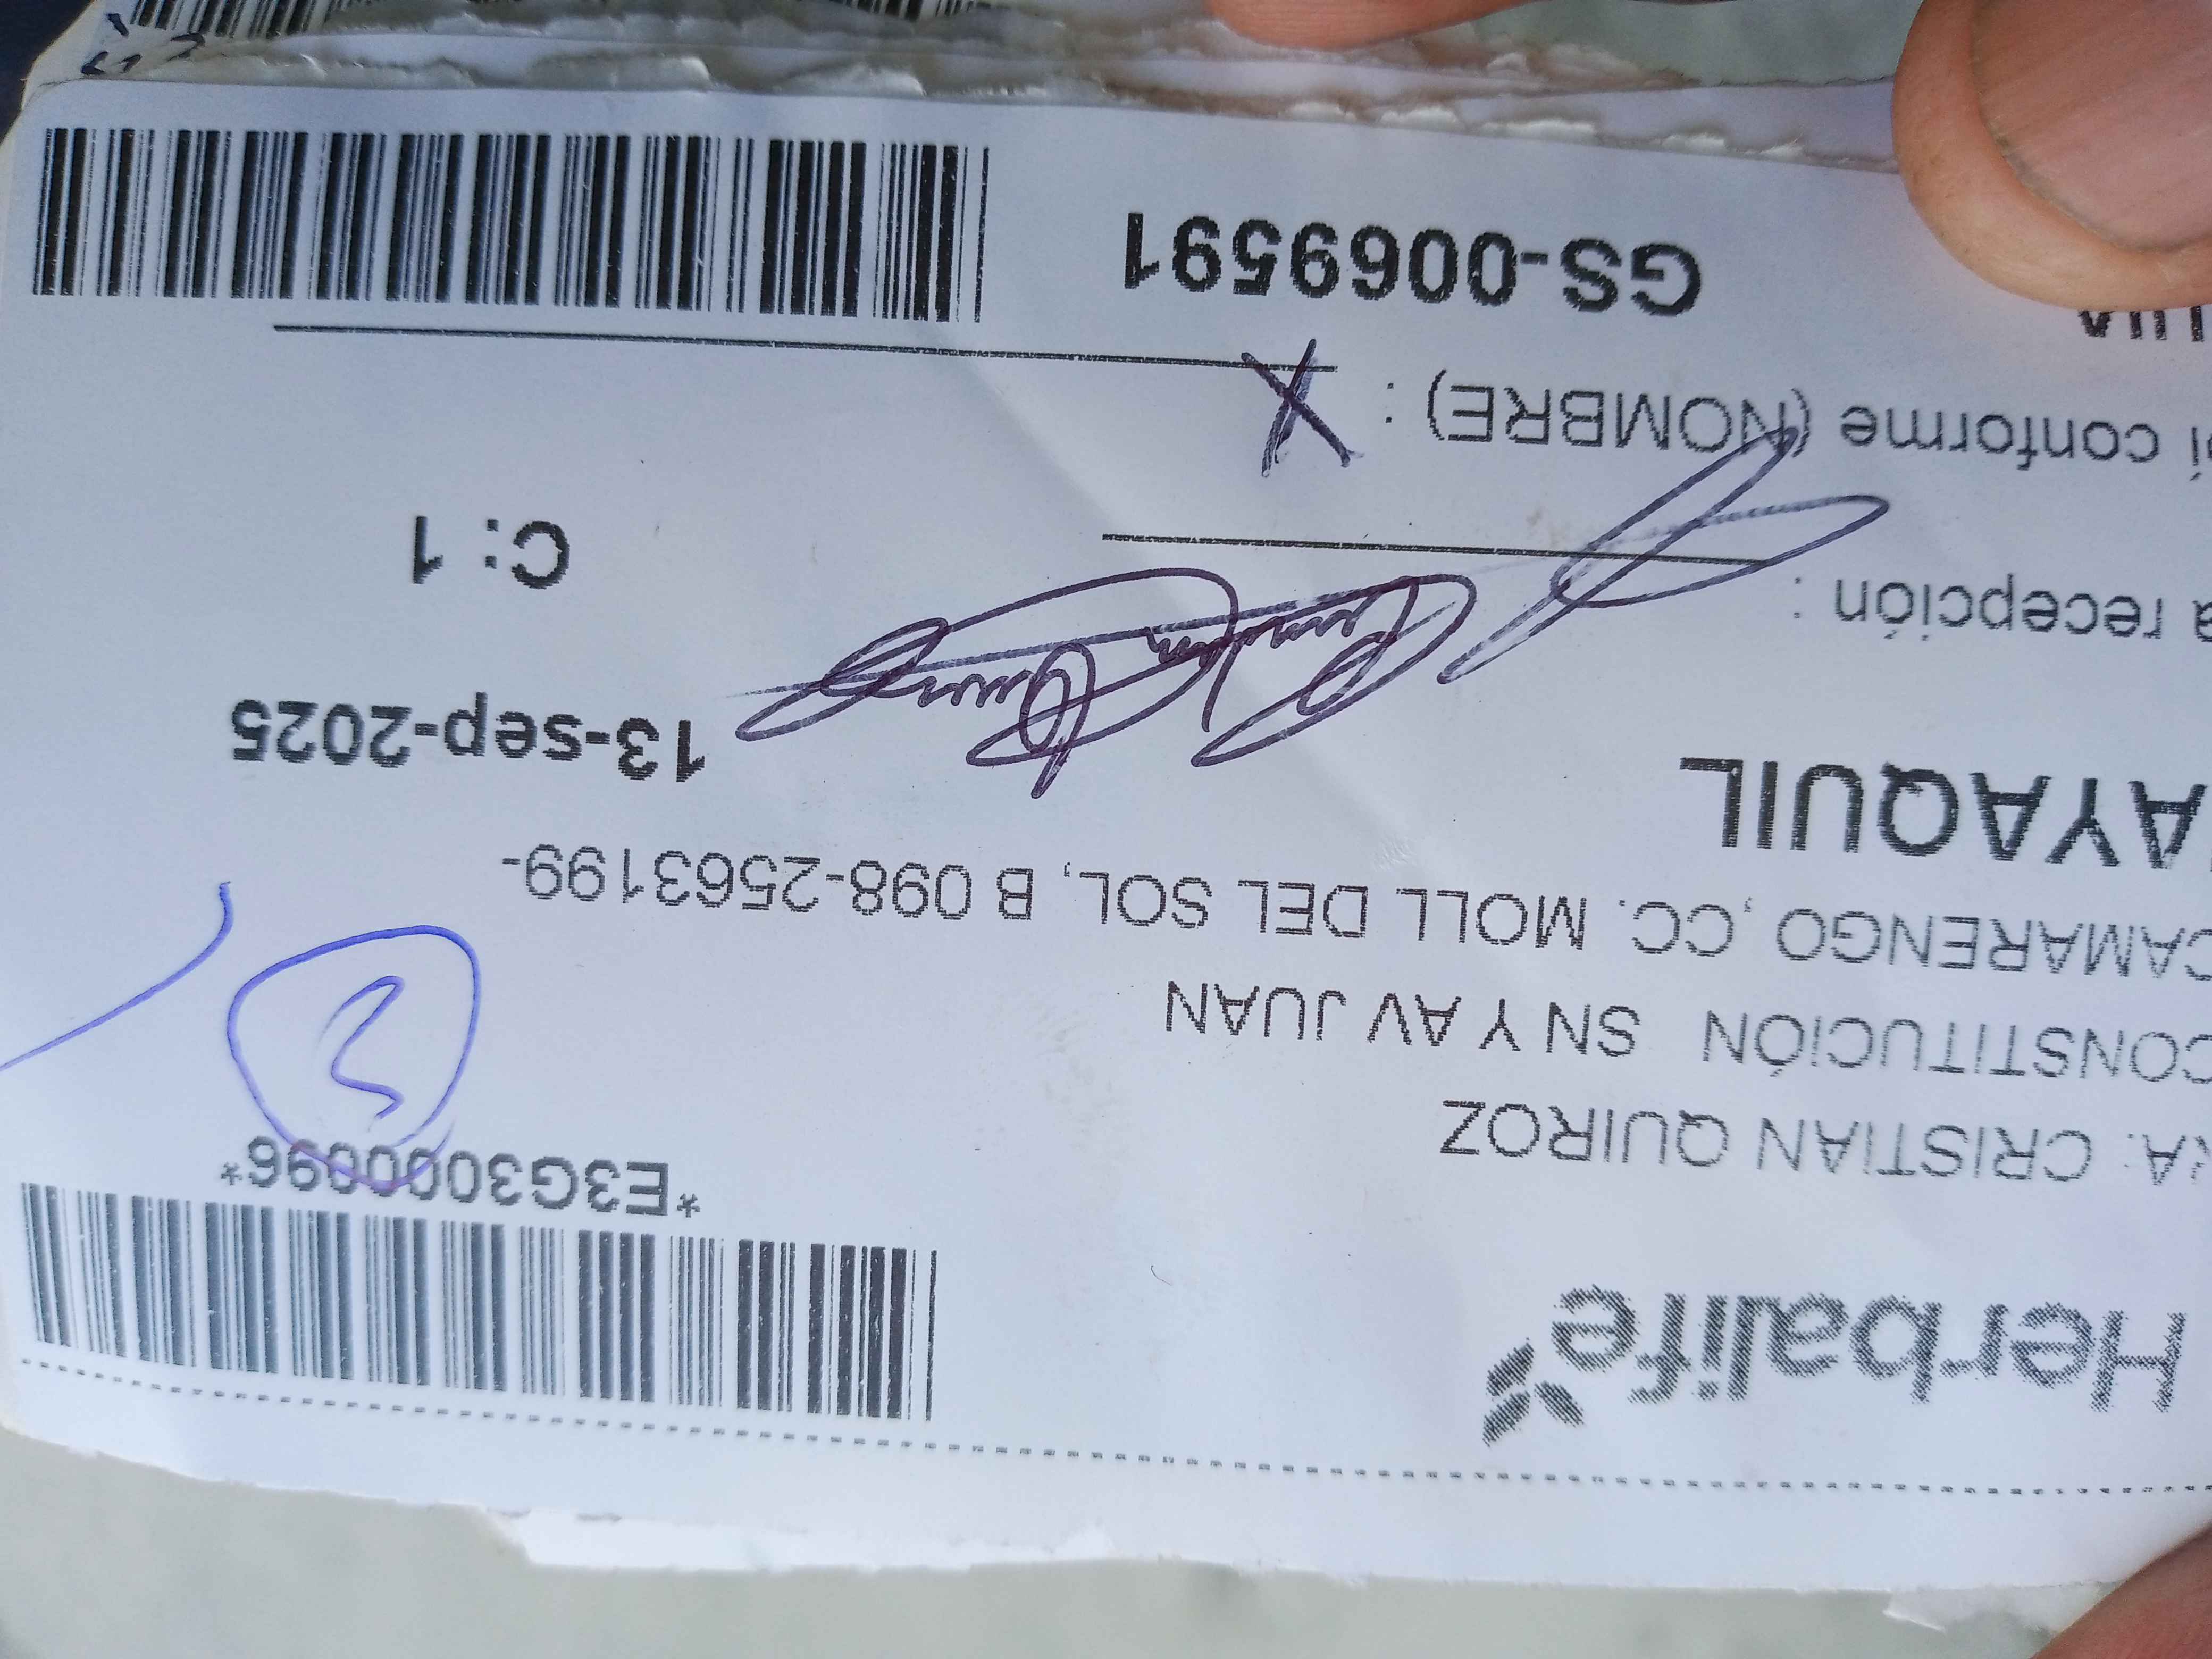 Herbalife
*E3G3000096*
A: CRISTIAN QUIROZ
3
CONSTITUCIÓN SN Y AV JUAN
CAMARENGO ,CC. MOLL DEL SOL, B 098-2563199-
AYAQUIL
13-sep-2025
a recepción :
C: 1
í conforme (NOMBRE) : X
GS-0069591